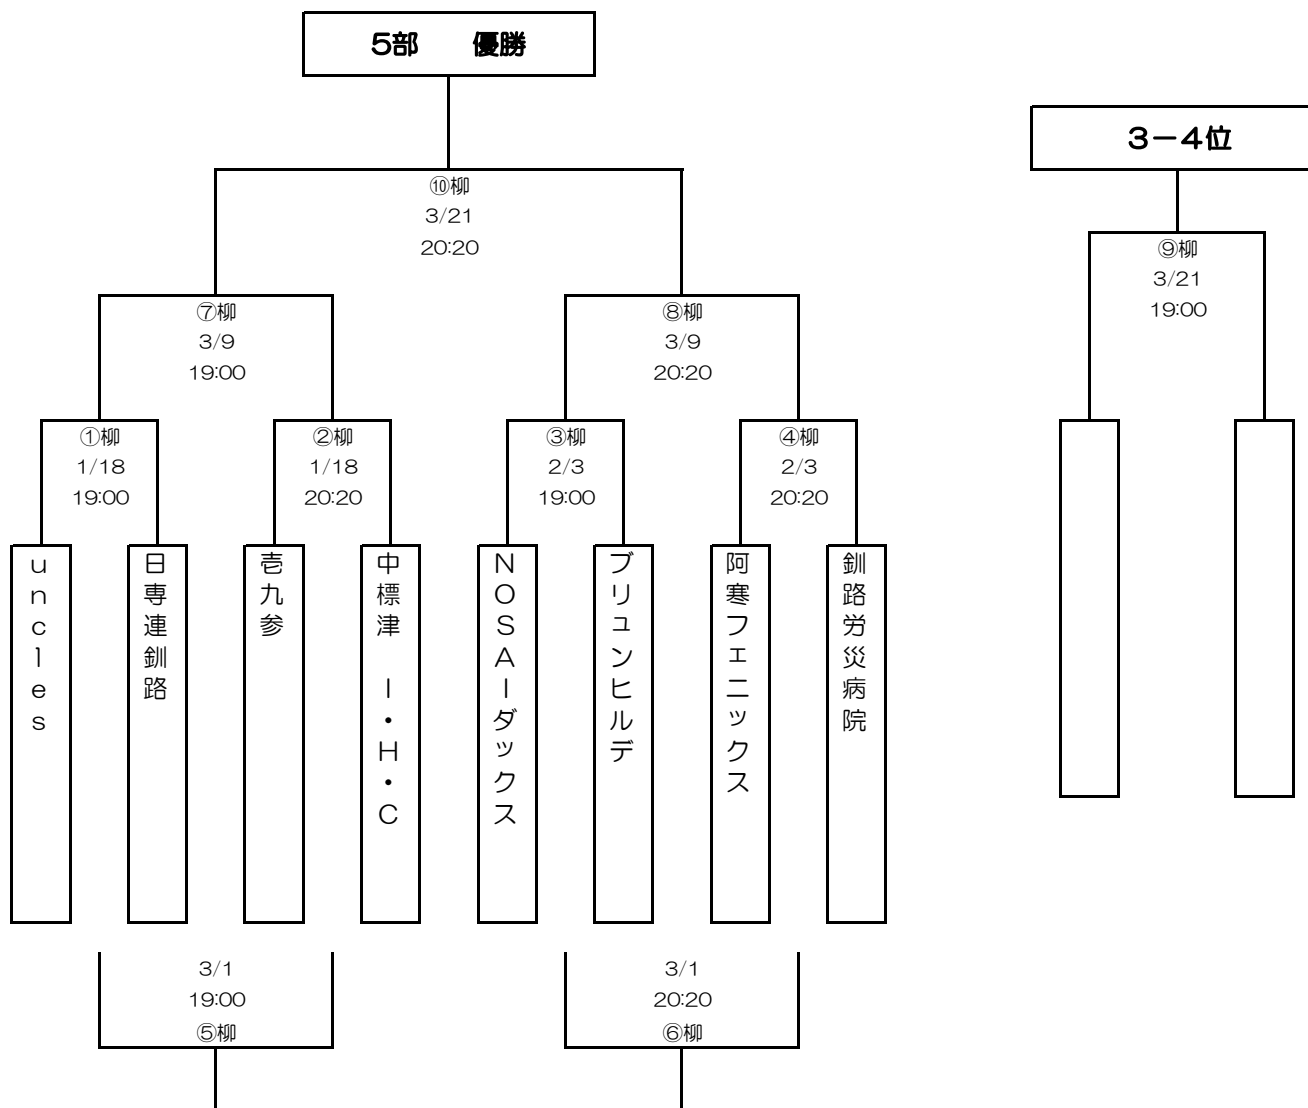 5部　　優勝
3－4位
⑩柳
3/21
20:20
⑨柳
3/21
19:00
⑦柳
3/9
19:00
⑧柳
3/9
20:20
①柳
1/18
19:00
②柳
1/18
20:20
③柳
2/3
19:00
④柳
2/3
20:20
uncles
日専連釧路
壱九参
中標津　I・H・C
NOSAIダックス
ブリュンヒルデ
阿寒フェニックス
釧路労災病院
3/1
19:00
⑤柳
3/1
20:20
⑥柳